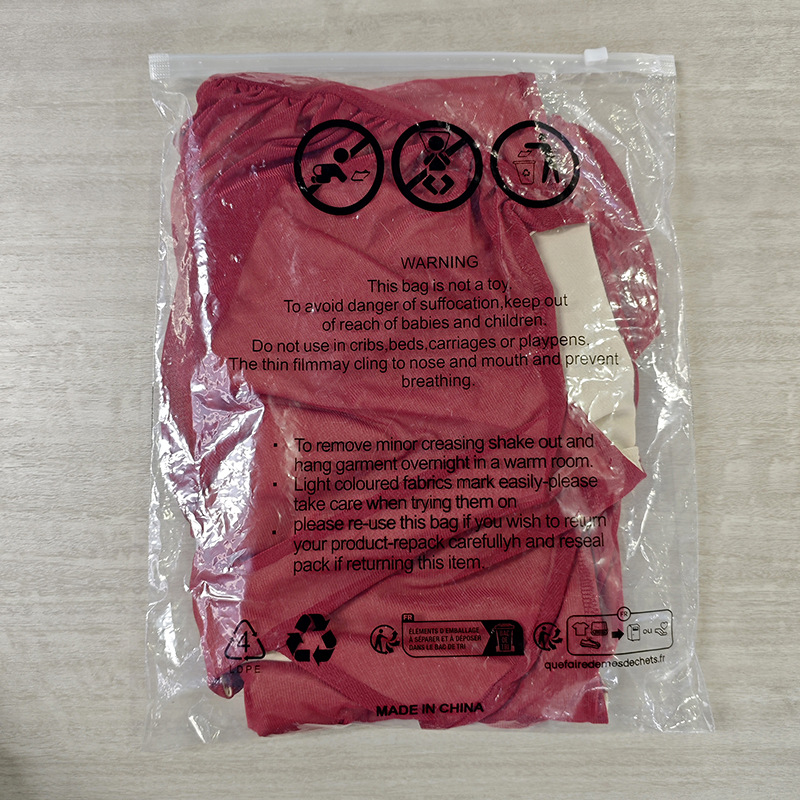 WARNING
This bag is not a toy.
To avoid danger of suffocation,keep out
of reach of babies and children.
Do not use in cribs,beds,carriages or playpens,
The thin filmmay cling to nose and mouth and prevent
breathing.
· To remove minor creasing shake out and
hang garment overnight in a warm room.
· Light coloured fabrics mark easily-please
take care when trying them on
please re-use this bag if you wish to return
· your product-repack carefullyh and reseal
pack if returning this item.
4
LDPE
FR
ÉLÉMENTS D'EMBALLAGE
À SÉPARER ET À DÉPOSER
DANS LE BAC DE TRI
FR
OU
quefairedemesdechets.fr
MADE IN CHINA